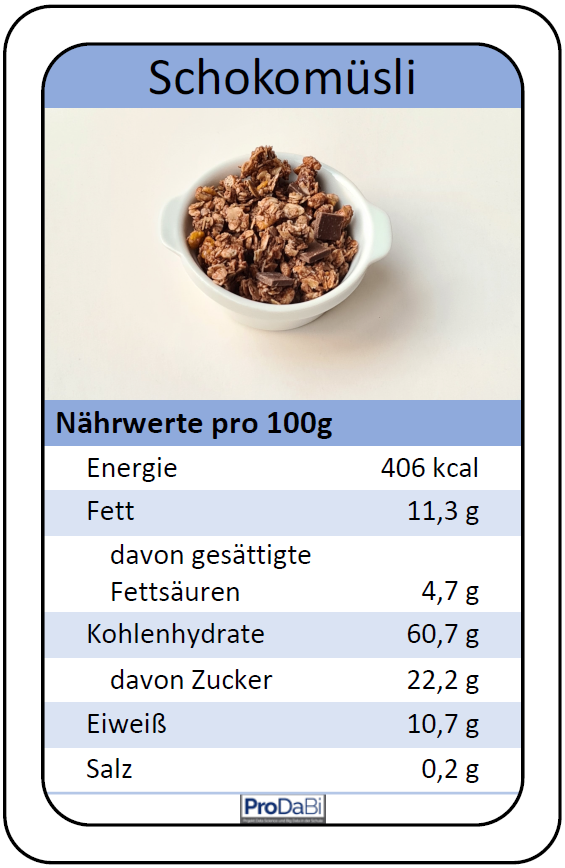 Schokomüsli
Nährwerte pro 100g
Energie 406 kcal
Fett 11,3 g
davon gesättigte
Fettsäuren 4,7 g
Kohlenhydrate 60,7 g
davon Zucker 22,2 g
Eiweiß 10,7 g
Salz 0,2 g
ProDaBi